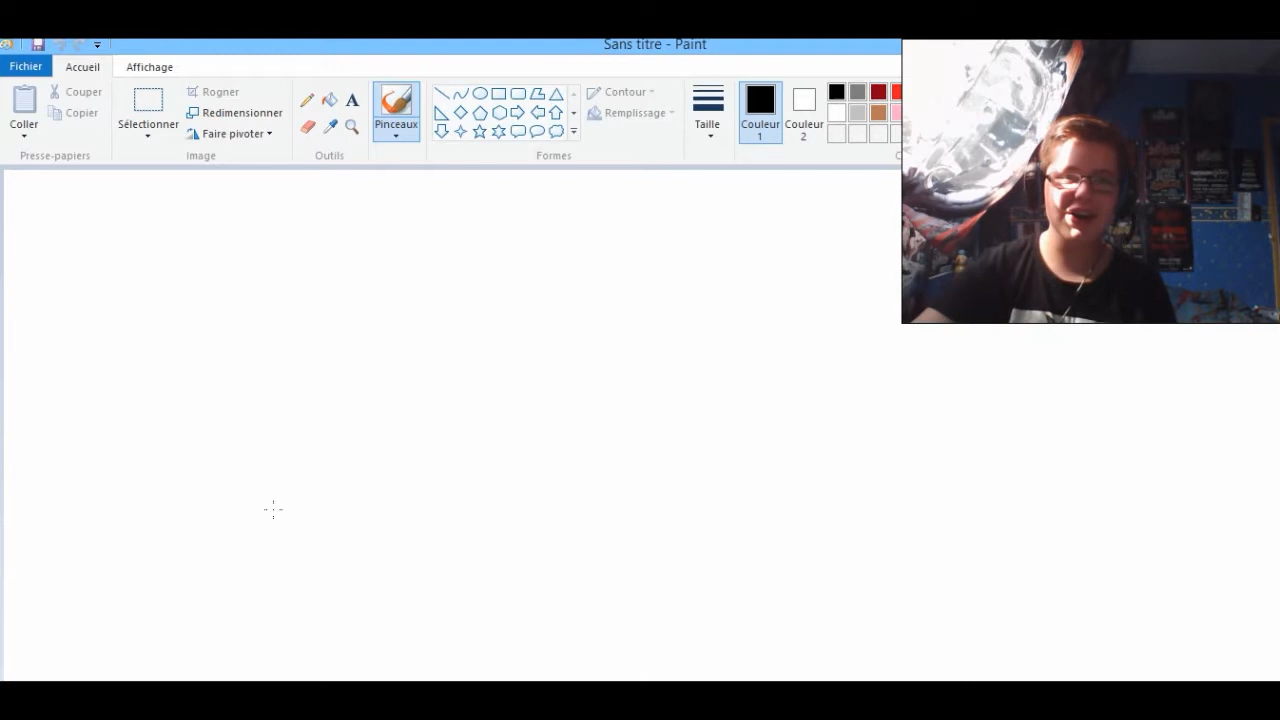 Sans titre - Paint
Fichier Accueil Affichage
Coller
Couper
Copier
Presse-papiers
Sélectionner
Rogner
Redimensionner
Faire pivoter
Image
A
Outils
Pinceaux
Formes
Contour
Remplissage
Taille
Couleur
1
Couleur
2